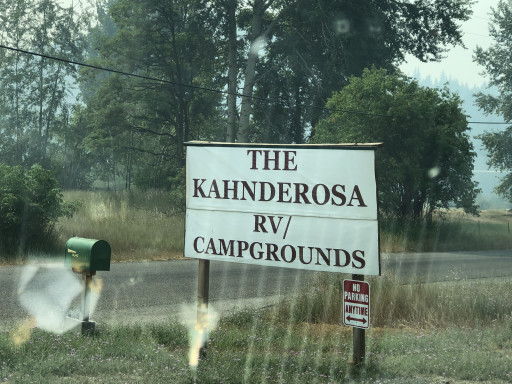 THE
KAHNDEROSA
RV/
CAMPGROUNDS
NO
PARKING
ANYTIME